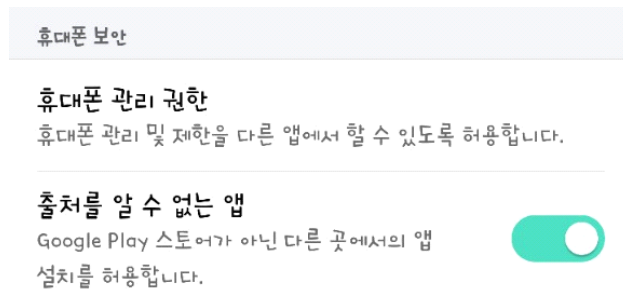 휴대폰 보안
휴대폰 관리 권한
휴대폰 관리 및 제한을 다른 앱에서 할 수 있도록 허용합니다.
출처를 알 수 없는 앱
Google Play 스토어가 아닌 다른 곳에서의 앱
설치를 허용합니다.